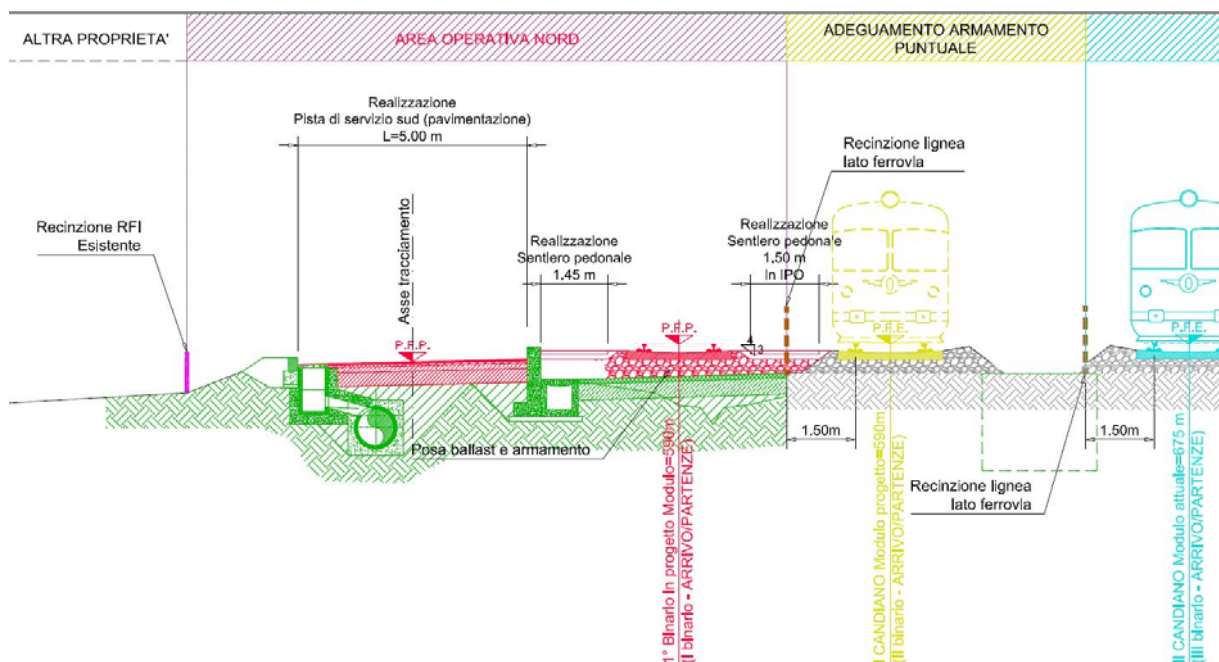 ALTRA PROPRIETA'
AREA OPERATIVA NORD
ADEGUAMENTO ARMAMENTO
PUNTUALE
Realizzazione
Pista di servizio sud (pavimentazione)
L=5.00 m
Recinzione lignea
lato ferrovia
Recinzione RFI
Esistente
Asse tracciamento
Realizzazione
Sentiero pedonale
1.45 m
Realizzazione
Sentiero pedonale
1.50 m
In IPO
P.F.P.
P.F.P.
4
3
P.F.E.
P.F.E.
Posa ballast e armamento
1.50m
1.50m
Recinzione lignea
lato ferrovia
1° Binario In progetto Modulo=590m
(I binario - ARRIVO/PARTENZE)
I CANDIANO Modulo progetto=590m
(II binario - ARRIVO/PARTENZE)
II CANDIANO Modulo attuale=675 m
(III binario - ARRIVO/PARTENZE)